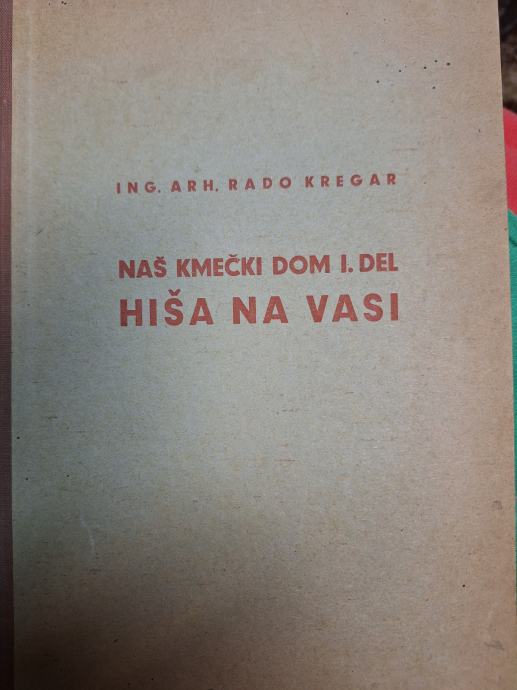 ING. ARH. RADO KREGAR
NAŠ KMEČKI DOM I. DEL
HIŠA NA VASI